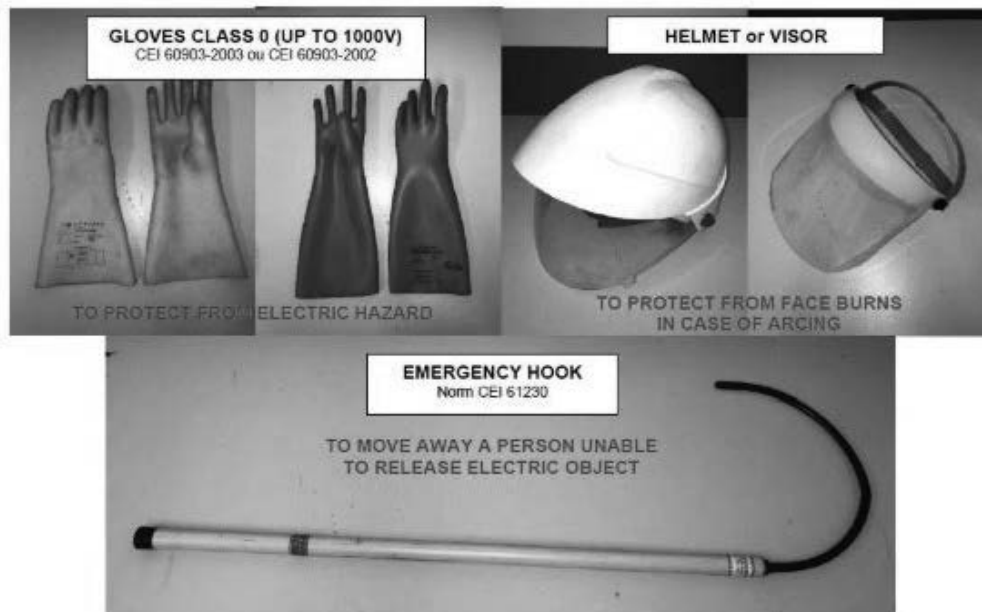 GLOVES CLASS 0 (UP TO 1000V)
CEI 60903-2003 ou CEI 60903-2002
TO PROTECT FROM ELECTRIC HAZARD
HELMET or VISOR
TO PROTECT FROM FACE BURNS
IN CASE OF ARCING
EMERGENCY HOOK
Norm CEI 61230
TO MOVE AWAY A PERSON UNABLE
TO RELEASE ELECTRIC OBJECT